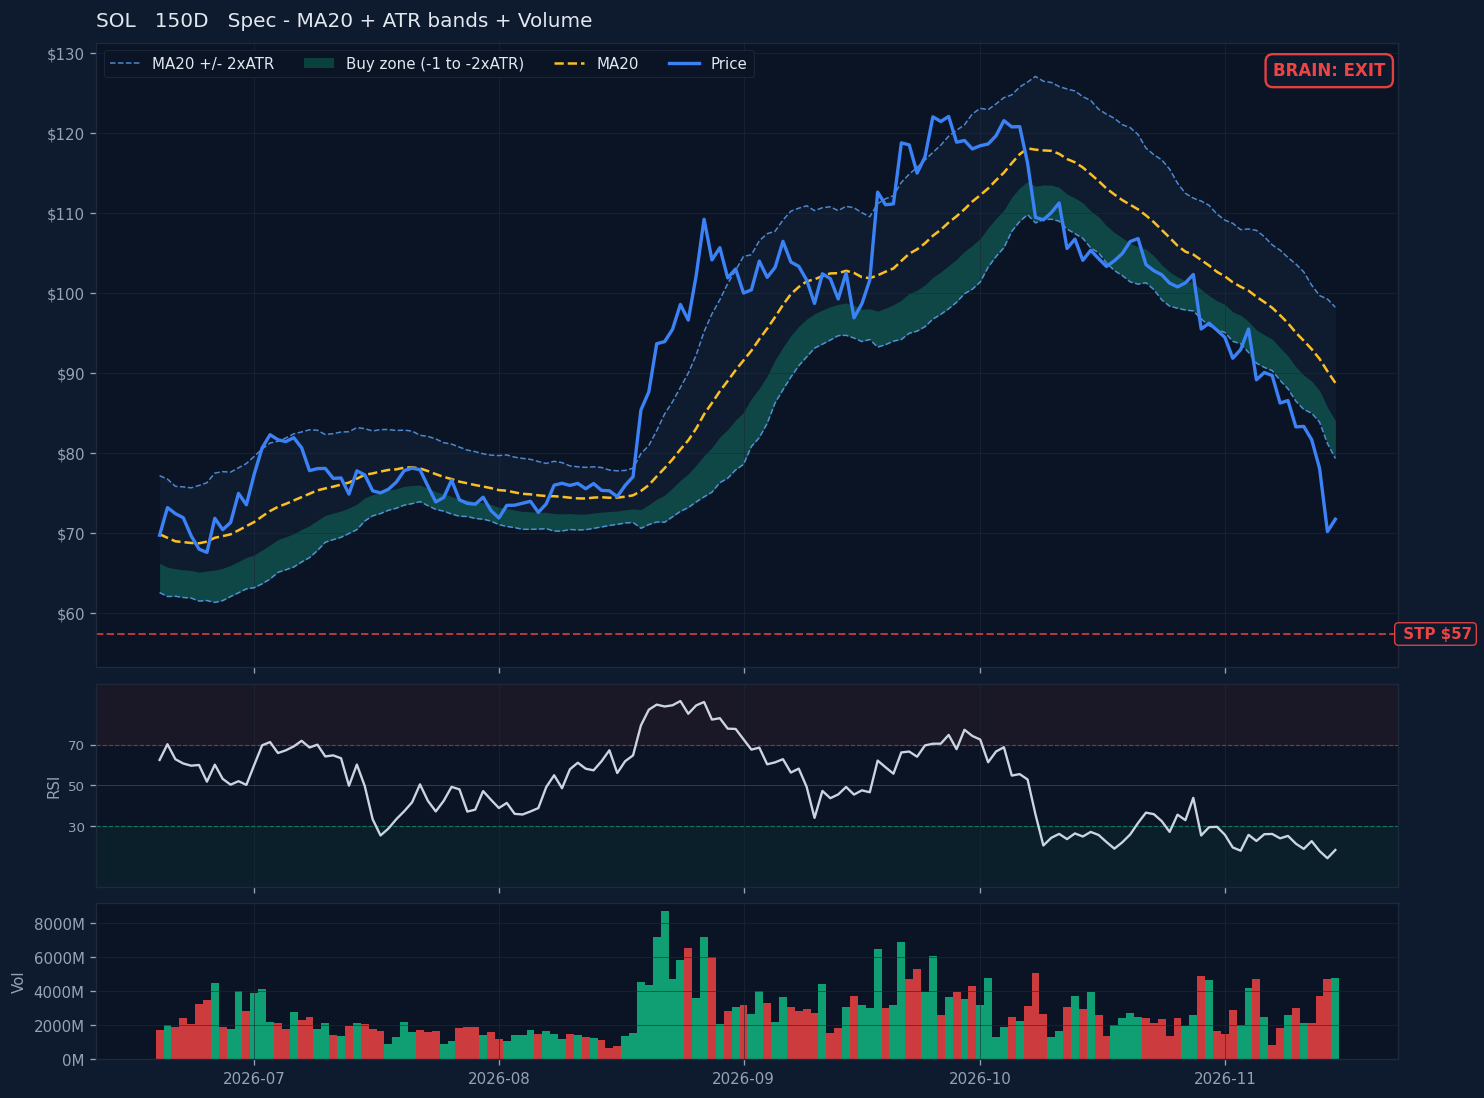 SOL   150D   Spec - MA20 + ATR bands + Volume
MA20 +/- 2xATR
Buy zone (-1 to -2xATR)
MA20
Price
BRAIN: EXIT
$130
$120
$110
$100
$90
$80
$70
$60
STP $57
RSI
70
50
30
Vol
8000M
6000M
4000M
2000M
0M
2026-07
2026-08
2026-09
2026-10
2026-11